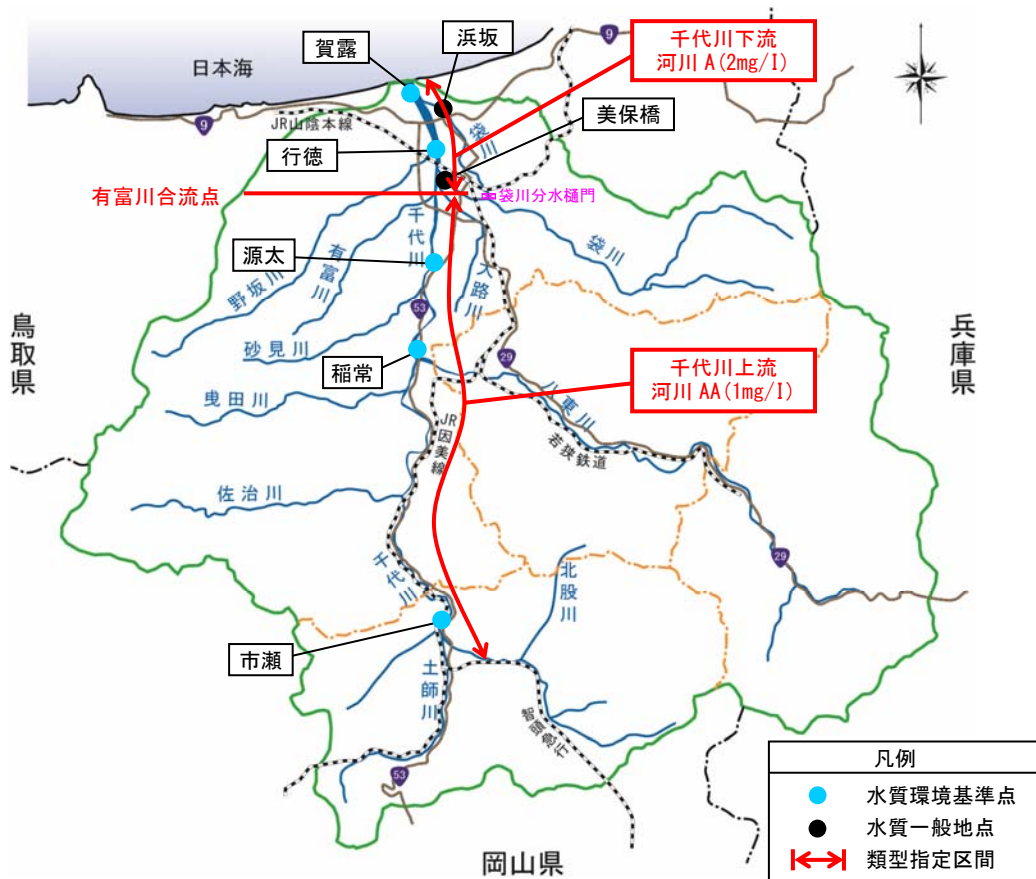 賀露
浜坂
千代川下流
河川 A(2mg/l)
9
日本海
美保橋
9
JR山陰本線
袋川
行徳
有富川合流点
袋川分水樋門
千代川
源太
有富川
野坂川
袋川
大路川
53
砂見川
鳥取県
兵庫県
稲常
29
千代川上流
河川 AA(1mg/l)
曳田川
八東川
JR因美線
若狭鉄道
佐治川
29
千代川
北股川
市瀬
土師川
智頭急行
53
岡山県
凡例
水質環境基準点
水質一般地点
類型指定区間